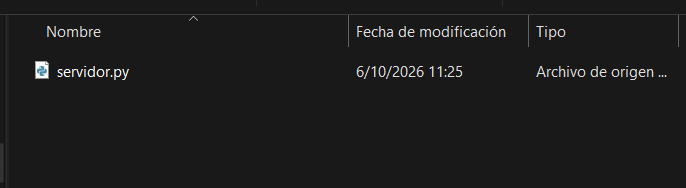 Nombre Fecha de modificación Tipo
servidor.py 6/10/2026 11:25 Archivo de origen ...